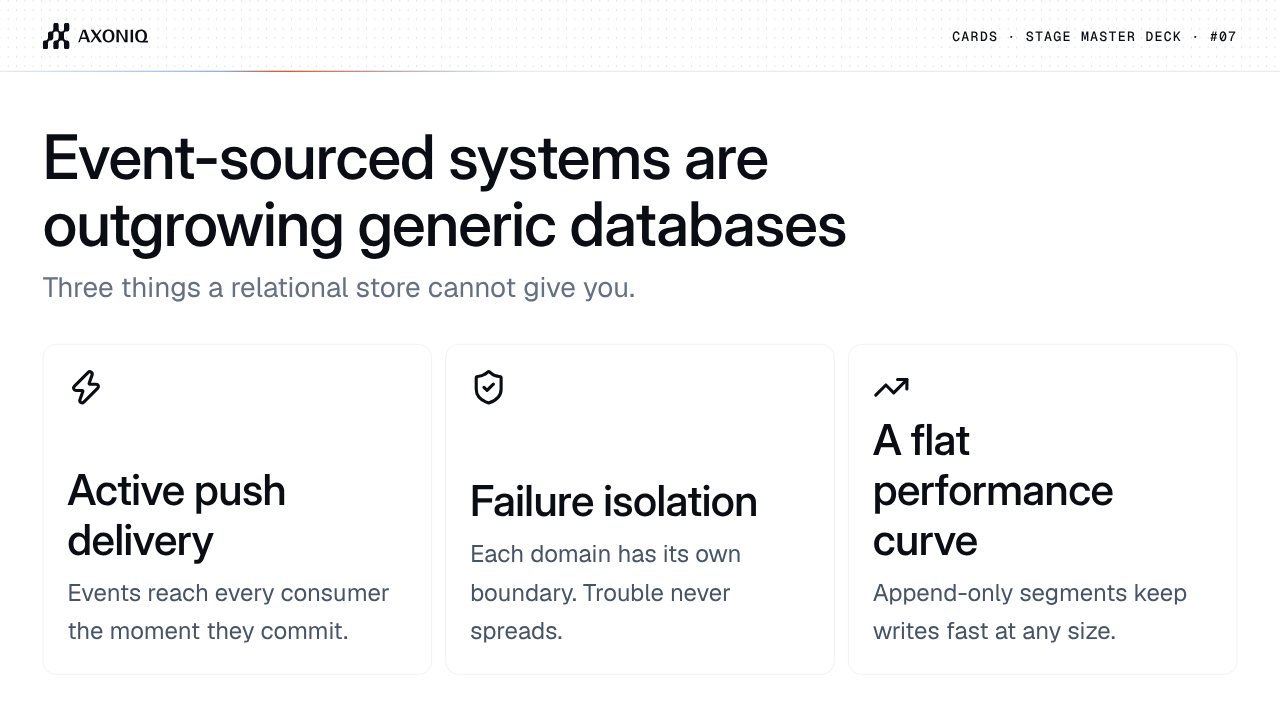 AXONIQ
CARDS · STAGE MASTER DECK · #07
Event-sourced systems are
outgrowing generic databases
Three things a relational store cannot give you.
Active push
delivery
Events reach every consumer
the moment they commit.
Failure isolation
Each domain has its own
boundary. Trouble never
spreads.
A flat
performance
curve
Append-only segments keep
writes fast at any size.